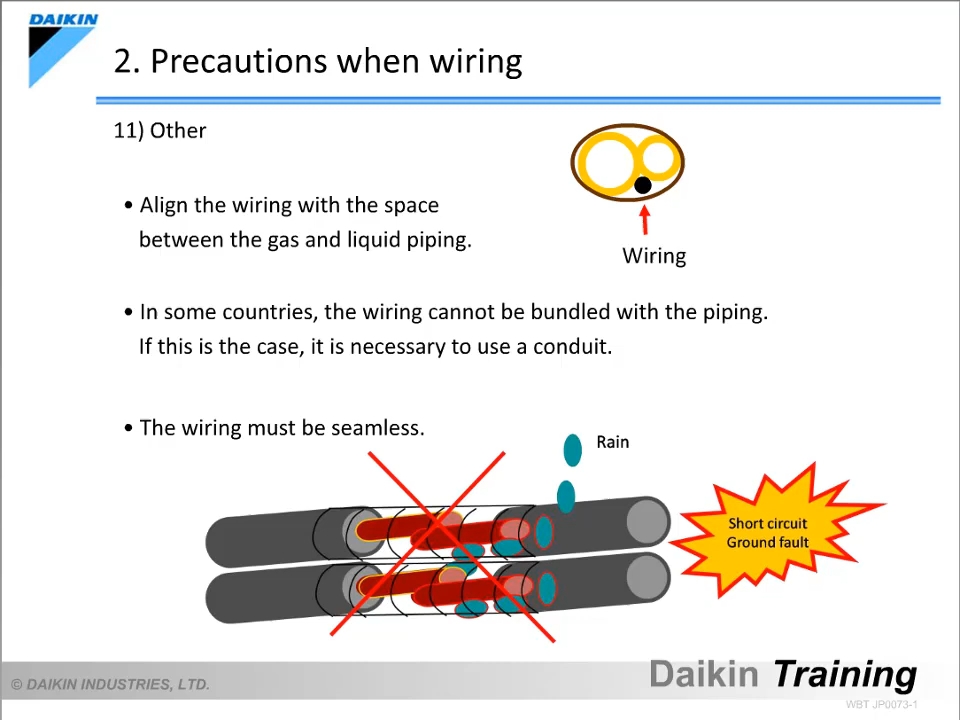 DAIKIN
2. Precautions when wiring
11) Other
• Align the wiring with the space
between the gas and liquid piping.
Wiring
• In some countries, the wiring cannot be bundled with the piping.
If this is the case, it is necessary to use a conduit.
• The wiring must be seamless.
Rain
Short circuit
Ground fault
© DAIKIN INDUSTRIES, LTD.
Daikin Training
WBT JP0073-1